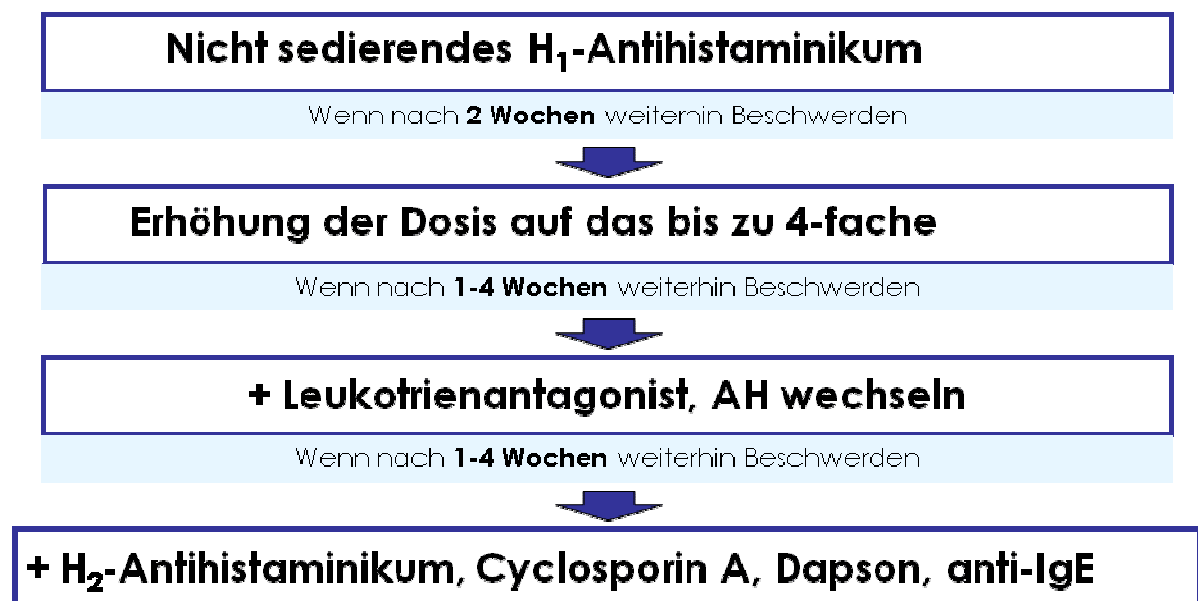 Nicht sedierendes H₁-Antihistaminikum
Wenn nach 2 Wochen weiterhin Beschwerden
Erhöhung der Dosis auf das bis zu 4-fache
Wenn nach 1-4 Wochen weiterhin Beschwerden
+ Leukotrienantagonist, AH wechseln
Wenn nach 1-4 Wochen weiterhin Beschwerden
+ H₂-Antihistaminikum, Cyclosporin A, Dapson, anti-IgE